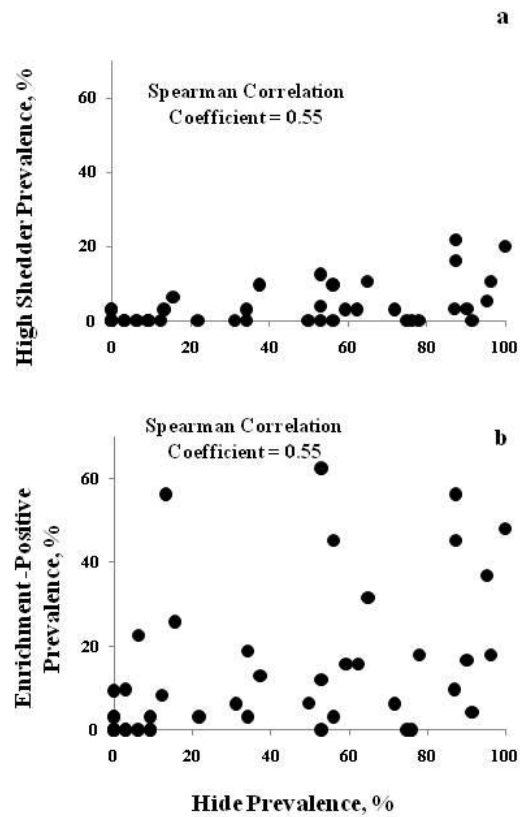 a
High Shedder Prevalence, %
Spearman Correlation
Coefficient = 0.55
60
40
20
0
0
0 20 40 60 80 100
b
Enrichment-Positive
Prevalence, %
Spearman Correlation
Coefficient = 0.55
60
40
20
0
0 20 40 60 80 100
Hide Prevalence, %